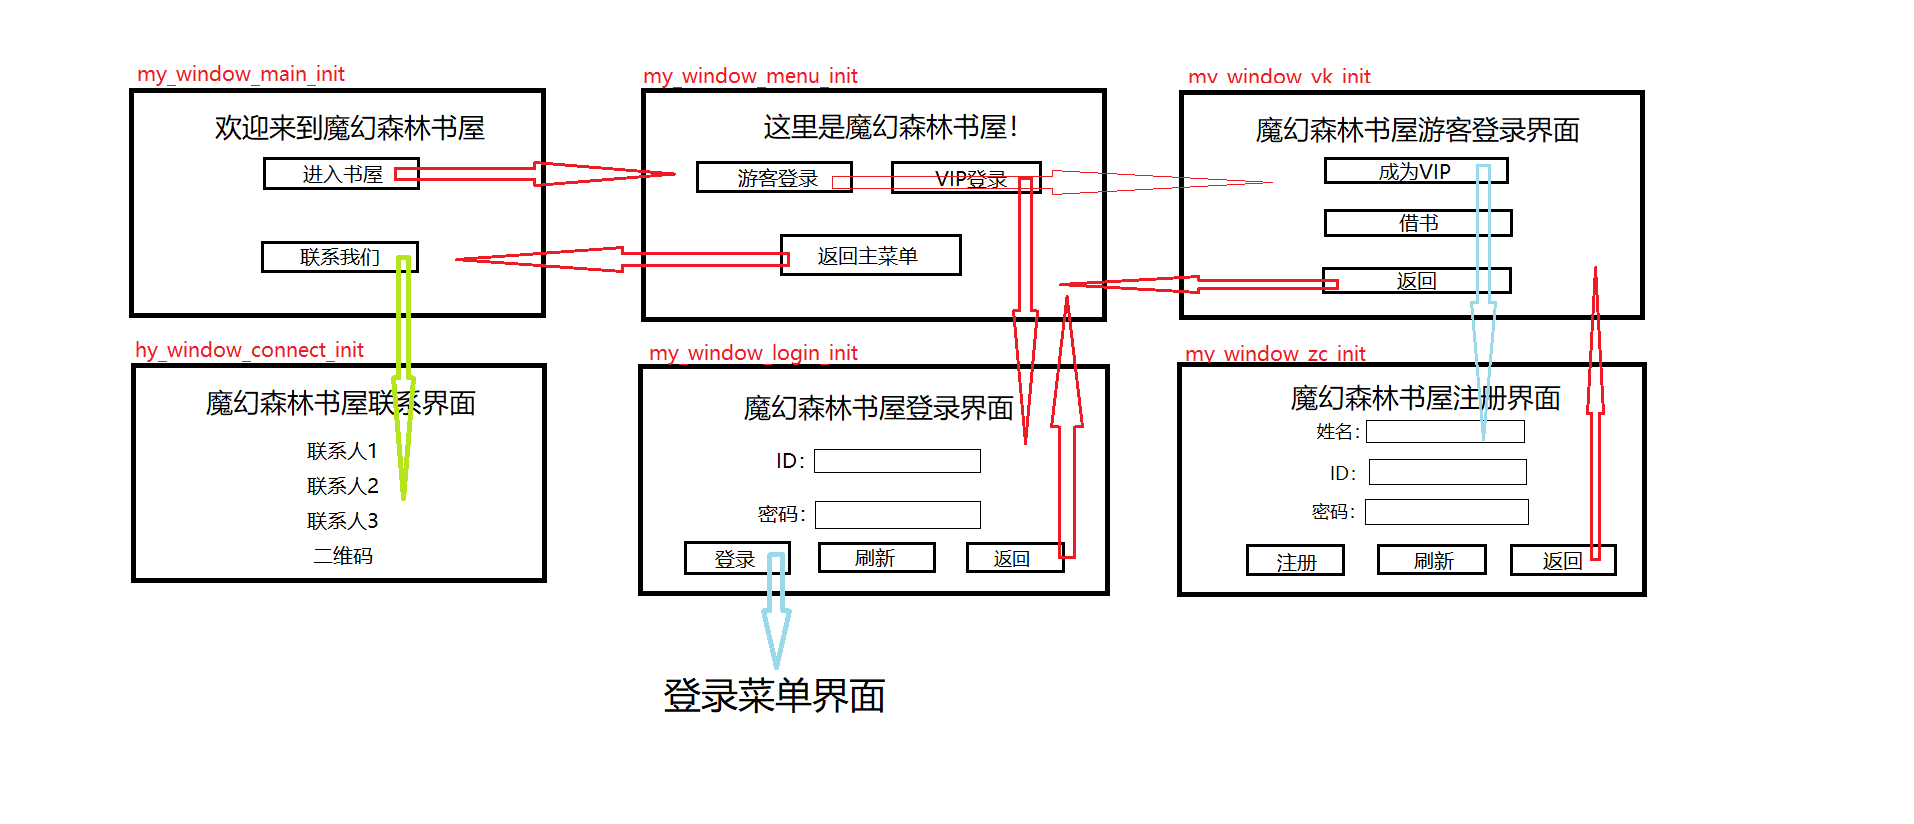 my_window_main_init
欢迎来到魔幻森林书屋
进入书屋
联系我们
my_window_menu_init
这里是魔幻森林书屋！
游客登录
VIP登录
返回主菜单
my_window_yk_init
魔幻森林书屋游客登录界面
成为VIP
借书
返回
hy_window_connect_init
魔幻森林书屋联系界面
联系人1
联系人2
联系人3
二维码
my_window_login_init
魔幻森林书屋登录界面
ID：
密码：
登录
刷新
返回
登录菜单界面
my_window_zc_init
魔幻森林书屋注册界面
姓名：
ID：
密码：
注册
刷新
返回